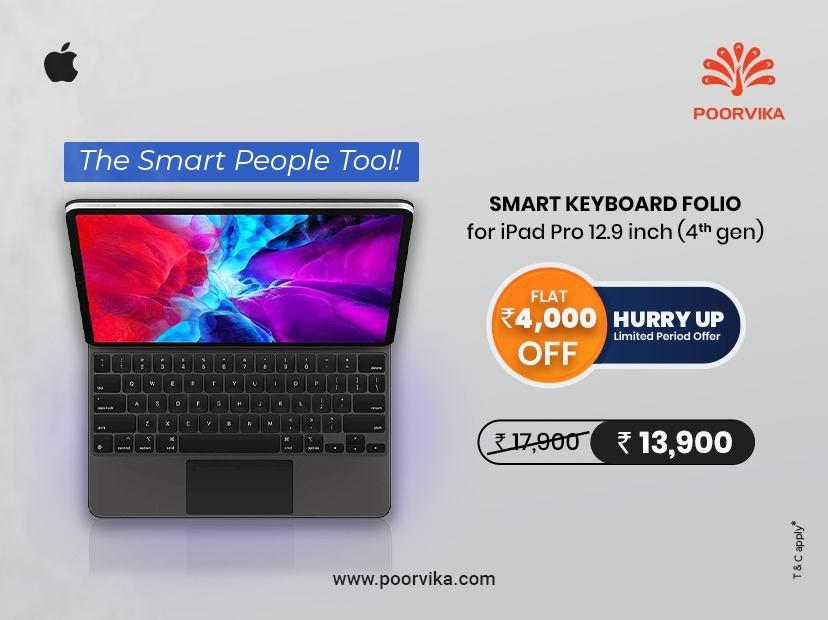 POORVIKA
The Smart People Tool!
SMART KEYBOARD FOLIO
for iPad Pro 12.9 inch (4th gen)
FLAT
₹4,000
OFF
HURRY UP
Limited Period Offer
₹ 17,900
₹ 13,900
Q W E R T Y U I O P
A S D F G H J K L
Z X C V B N M
www.poorvika.com
T & C apply*